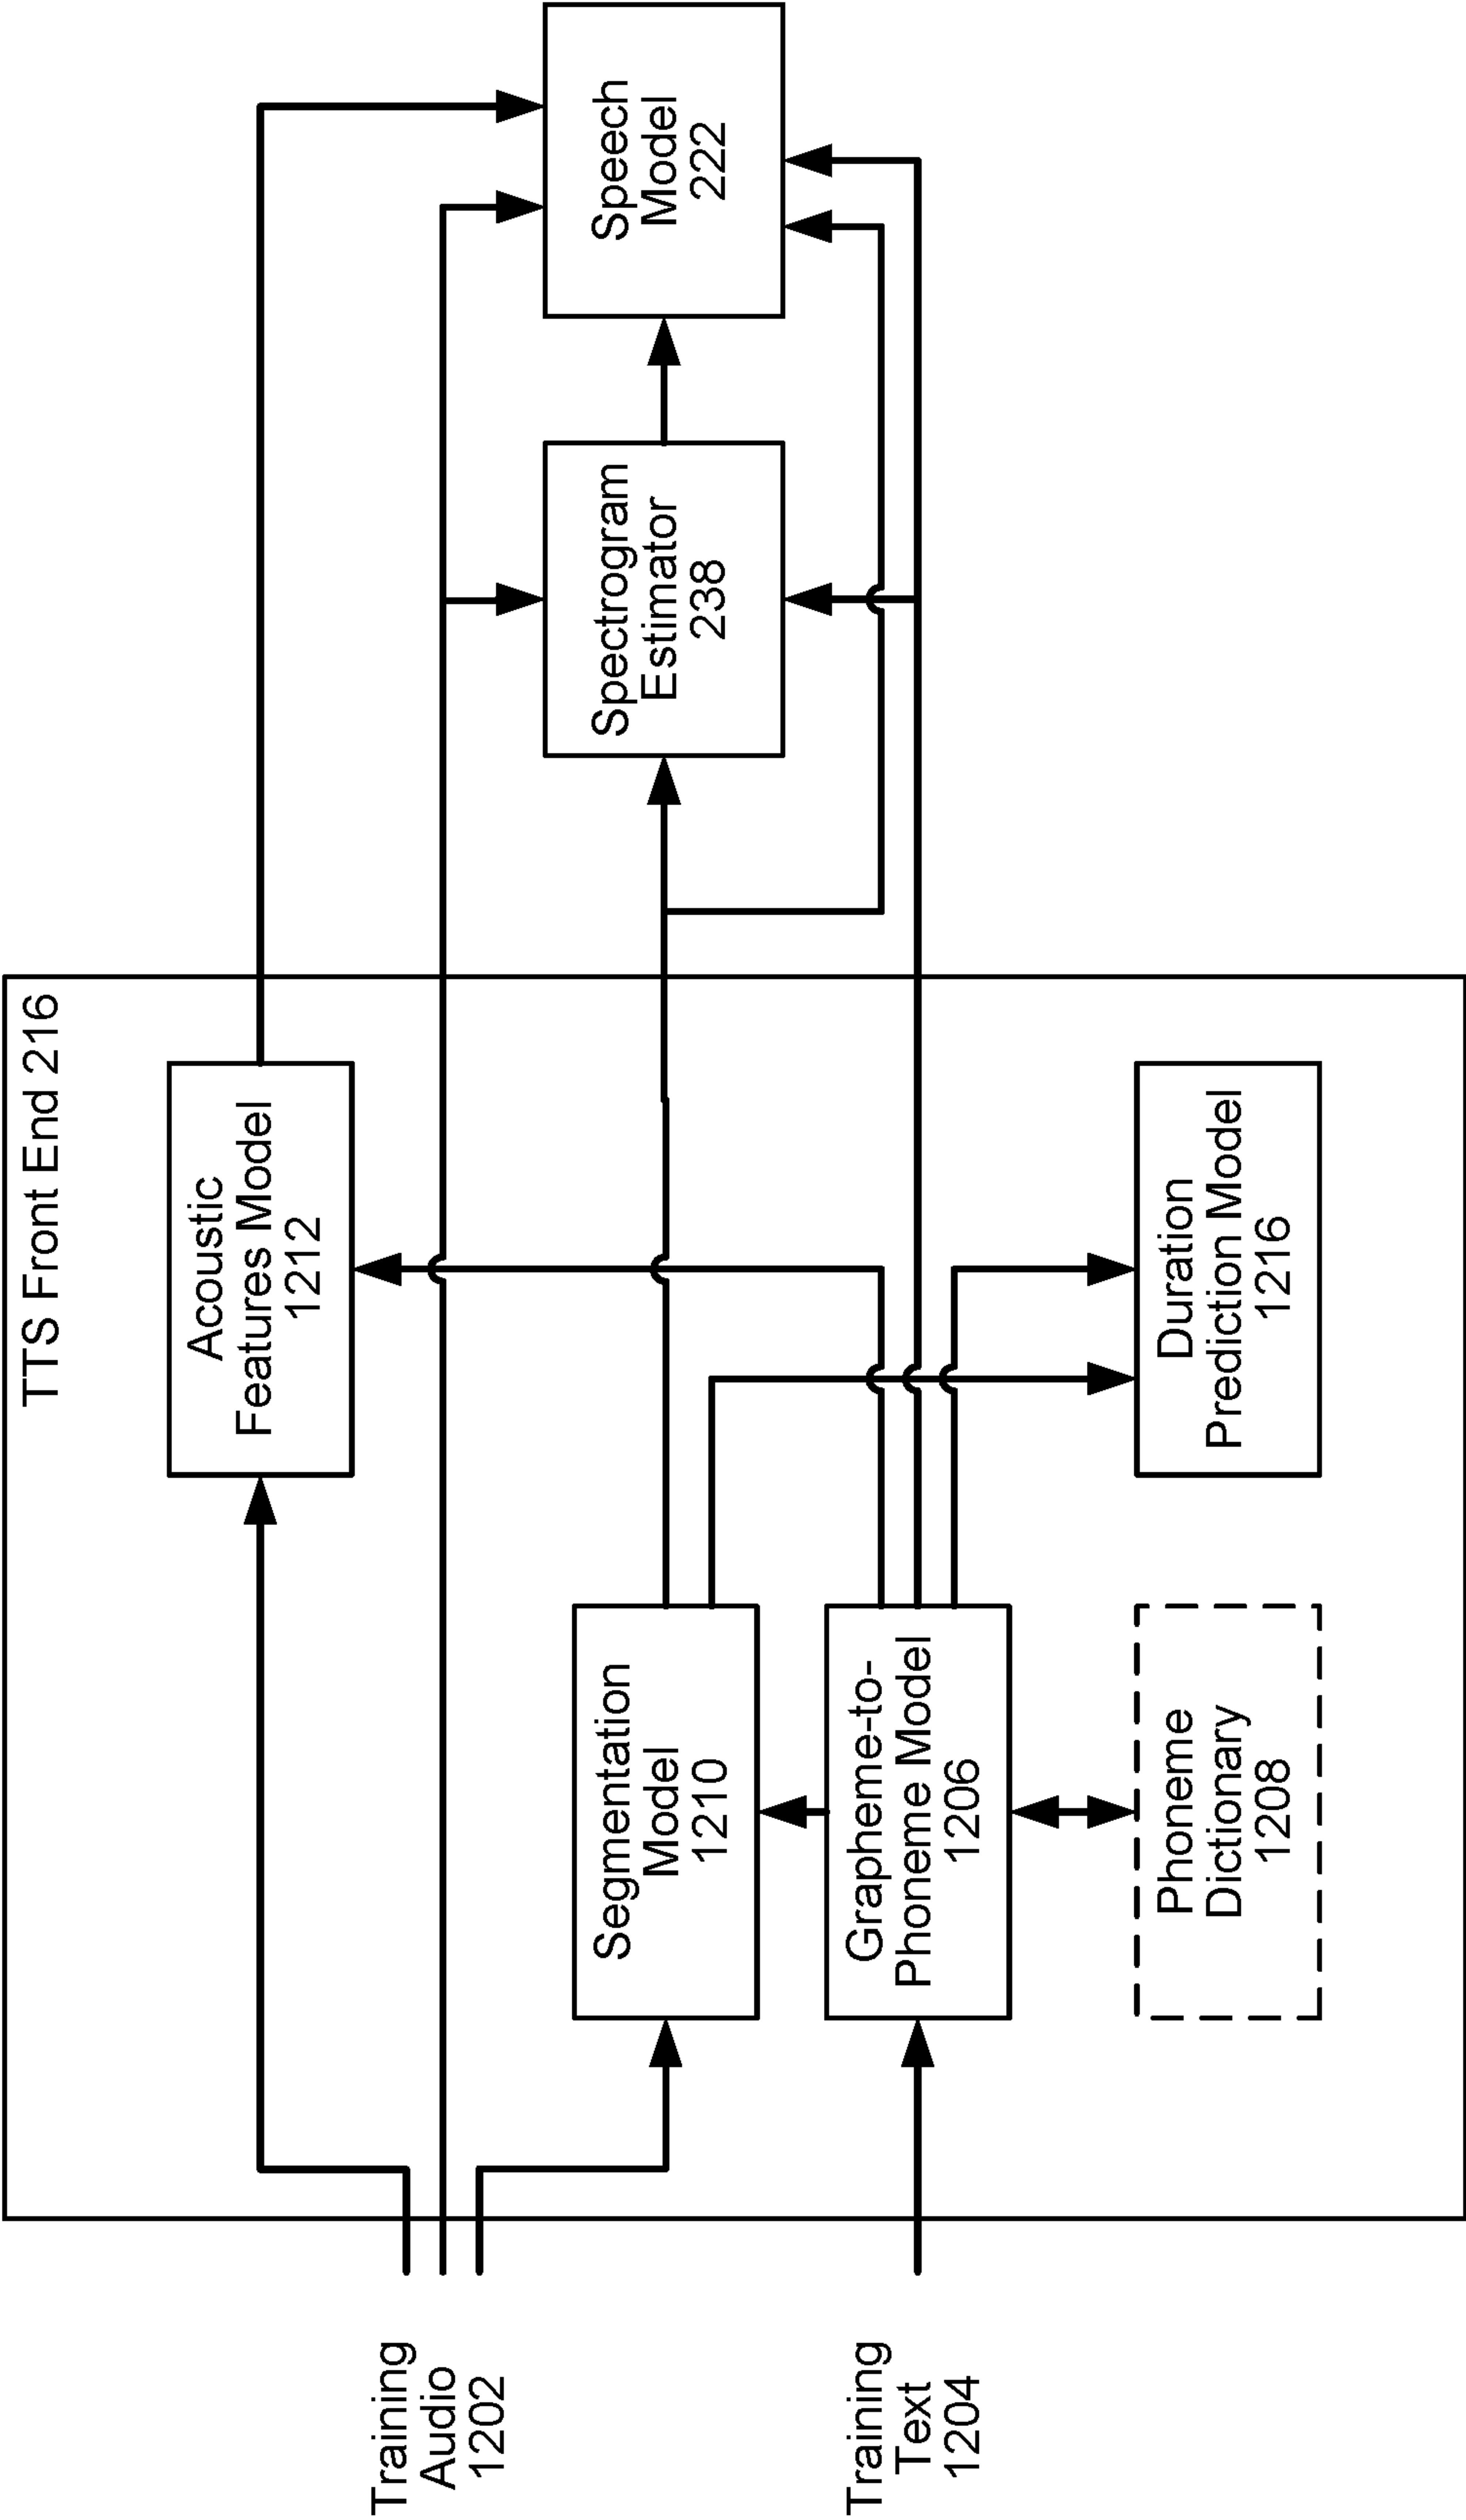 TTS Front End 216
Training
Audio
1202
Training
Text
1204
Acoustic
Features Model
1212
Segmentation
Model
1210
Grapheme-to-
Phoneme Model
1206
Phoneme
Dictionary
1208
Duration
Prediction Model
1216
Spectrogram
Estimator
238
Speech
Model
222